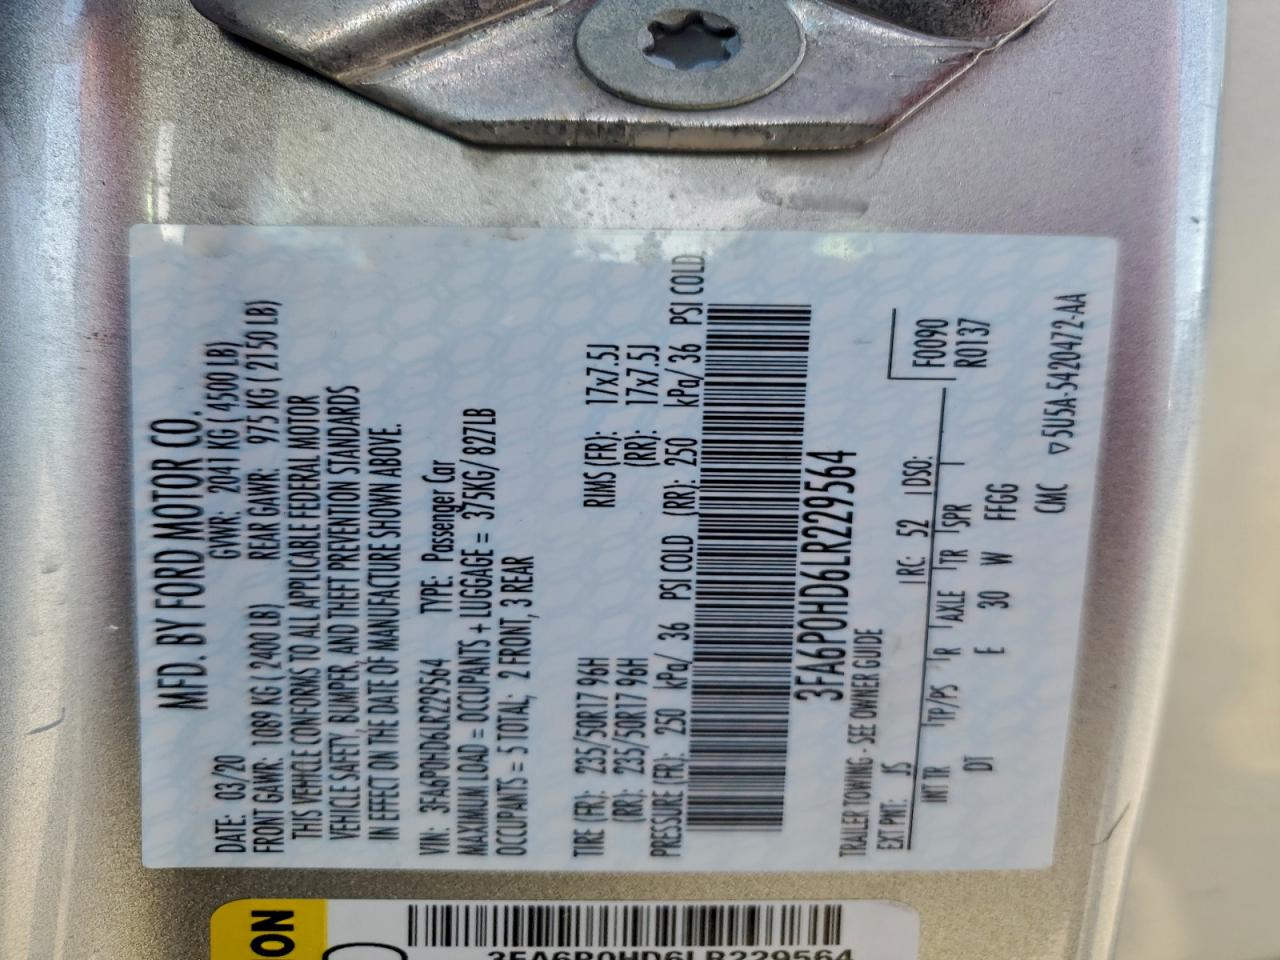 MFD. BY FORD MOTOR CO.
DATE: 03/20 GVWR: 2041 KG ( 4500 LB)
FRONT GAWR: 1089 KG ( 2400 LB) REAR GAWR: 975 KG ( 2150 LB)
THIS VEHICLE CONFORMS TO ALL APPLICABLE FEDERAL MOTOR
VEHICLE SAFETY, BUMPER, AND THEFT PREVENTION STANDARDS
IN EFFECT ON THE DATE OF MANUFACTURE SHOWN ABOVE.
VIN: 3FA6P0HD6LR229564 TYPE: Passenger Car
MAXIMUM LOAD = OCCUPANTS + LUGGAGE = 375KG/ 827LB
OCCUPANTS = 5 TOTAL; 2 FRONT, 3 REAR
TIRE (FR): 235/50R17 96H RIMS (FR): 17x7.5J
(RR): 235/50R17 96H (RR): 17x7.5J
PRESSURE (FR): 250 kPa/ 36 PSI COLD (RR): 250 kPa/ 36 PSI COLD
3FA6P0HD6LR229564
TRAILER TOWING - SEE OWNER GUIDE
EXT PNT: JS RC: 52 DSO:
INT TR TP/PS R AXLE TR SPR F0090
DT E 30 W FFGG R0137
CMC ▽5U5A-5420472-AA
ON
3FA6P0HD6LR229564